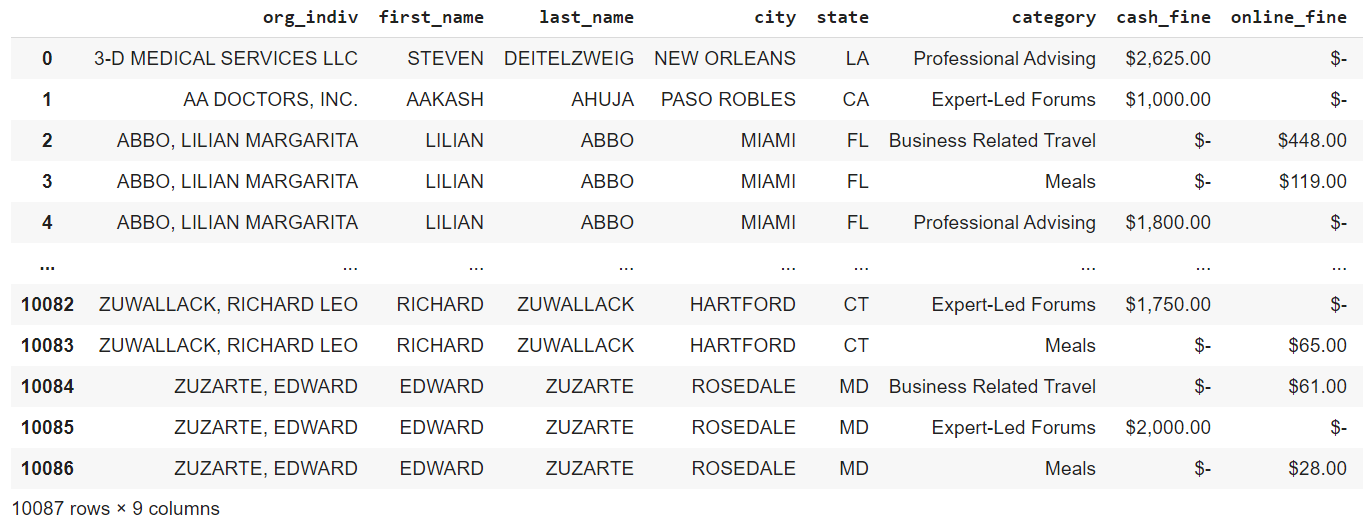 org_indiv first_name last_name city state category cash_fine online_fine
0 3-D MEDICAL SERVICES LLC STEVEN DEITELZWEIG NEW ORLEANS LA Professional Advising $2,625.00 $-
1 AA DOCTORS, INC. AAKASH AHUJA PASO ROBLES CA Expert-Led Forums $1,000.00 $-
2 ABBO, LILIAN MARGARITA LILIAN ABBO MIAMI FL Business Related Travel $- $448.00
3 ABBO, LILIAN MARGARITA LILIAN ABBO MIAMI FL Meals $- $119.00
4 ABBO, LILIAN MARGARITA LILIAN ABBO MIAMI FL Professional Advising $1,800.00 $-
... ... ... ... ... ... ... ... ...
10082 ZUWALLACK, RICHARD LEO RICHARD ZUWALLACK HARTFORD CT Expert-Led Forums $1,750.00 $-
10083 ZUWALLACK, RICHARD LEO RICHARD ZUWALLACK HARTFORD CT Meals $- $65.00
10084 ZUZARTE, EDWARD EDWARD ZUZARTE ROSEDALE MD Business Related Travel $- $61.00
10085 ZUZARTE, EDWARD EDWARD ZUZARTE ROSEDALE MD Expert-Led Forums $2,000.00 $-
10086 ZUZARTE, EDWARD EDWARD ZUZARTE ROSEDALE MD Meals $- $28.00
10087 rows × 9 columns